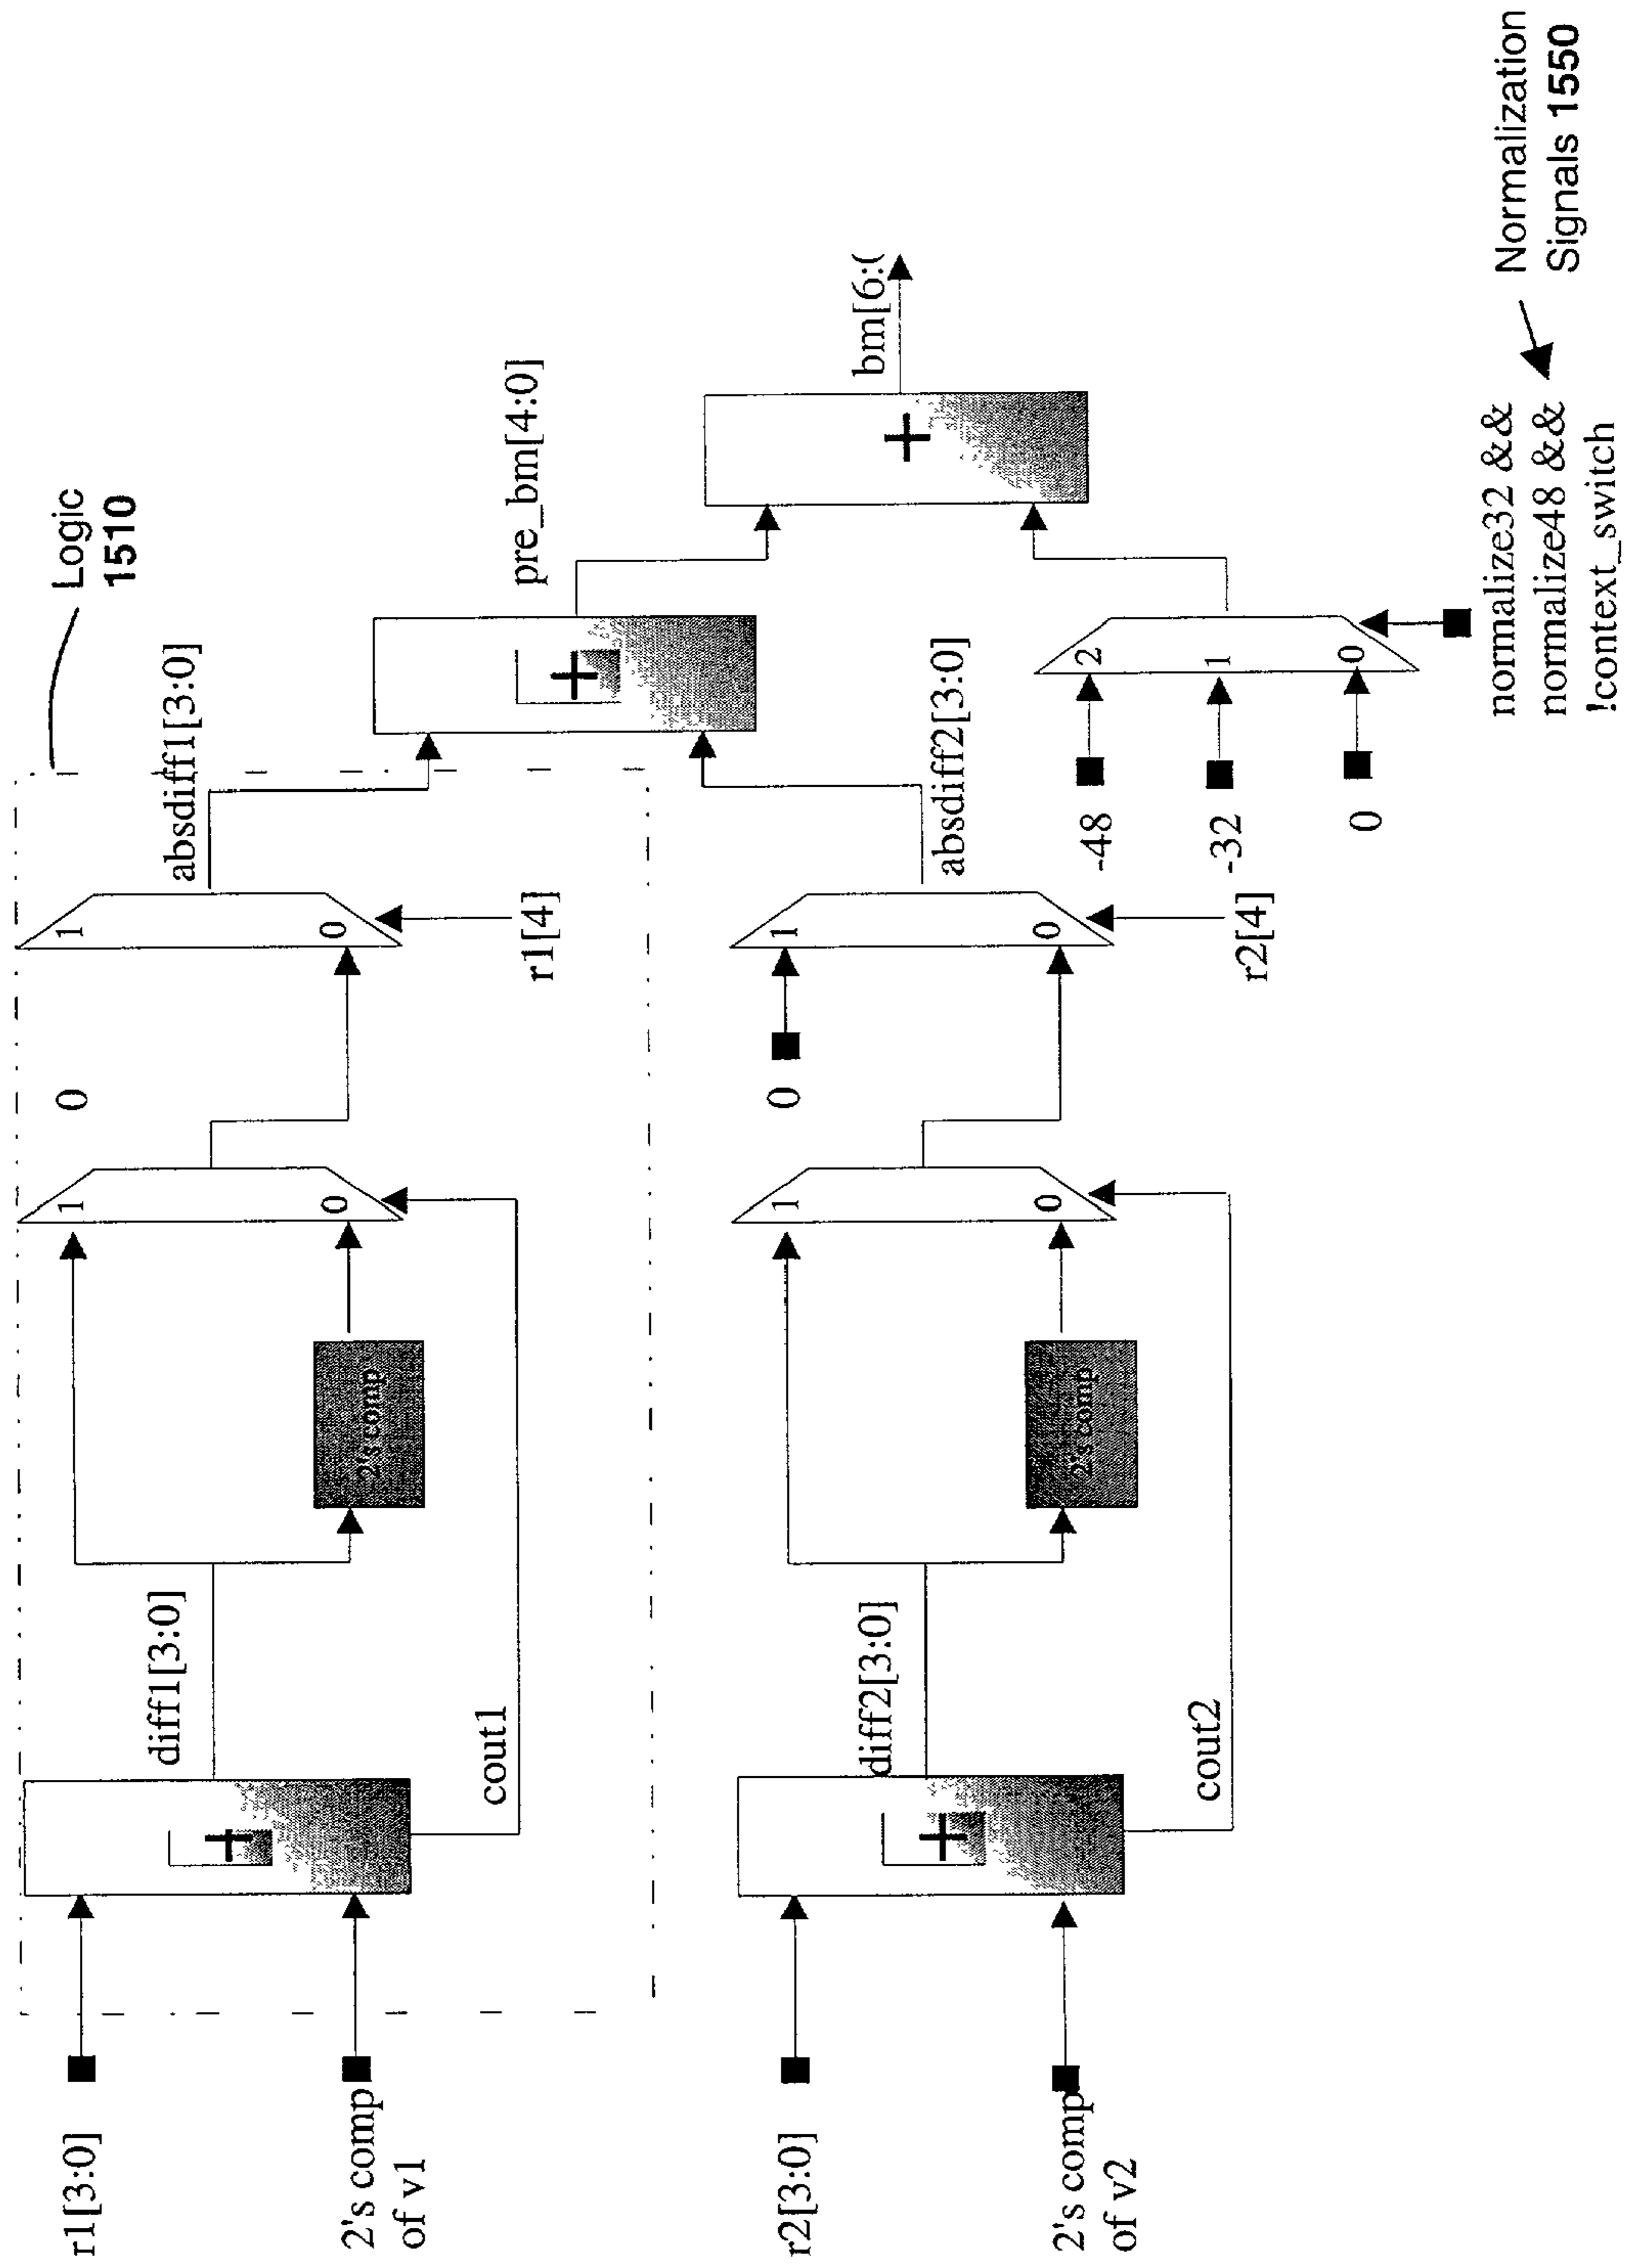 Logic
1510
r1[3:0]
2's comp
of v1
diff1[3:0]
cout1
2's comp
1
0
0
1
0
r1[4]
absdiff1[3:0]
pre_bm[4:0]
bm[6:(
r2[3:0]
2's comp
of v2
diff2[3:0]
cout2
2's comp
1
0
0
1
0
r2[4]
absdiff2[3:0]
-48
-32
0
2
1
0
normalize32 &&
normalize48 &&
!context_switch
Normalization
Signals 1550
+
+
+
+